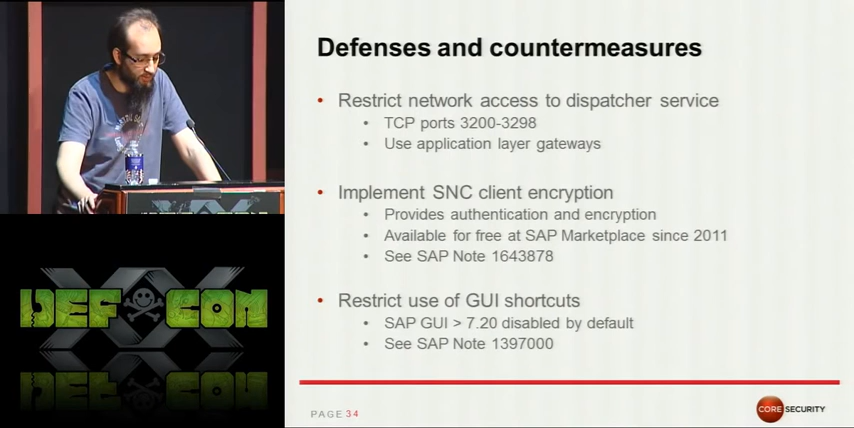 Defenses and countermeasures
• Restrict network access to dispatcher service
• TCP ports 3200-3298
• Use application layer gateways
• Implement SNC client encryption
• Provides authentication and encryption
• Available for free at SAP Marketplace since 2011
• See SAP Note 1643878
• Restrict use of GUI shortcuts
• SAP GUI > 7.20 disabled by default
• See SAP Note 1397000
PAGE 34
CORE SECURITY
DEF CON
XX